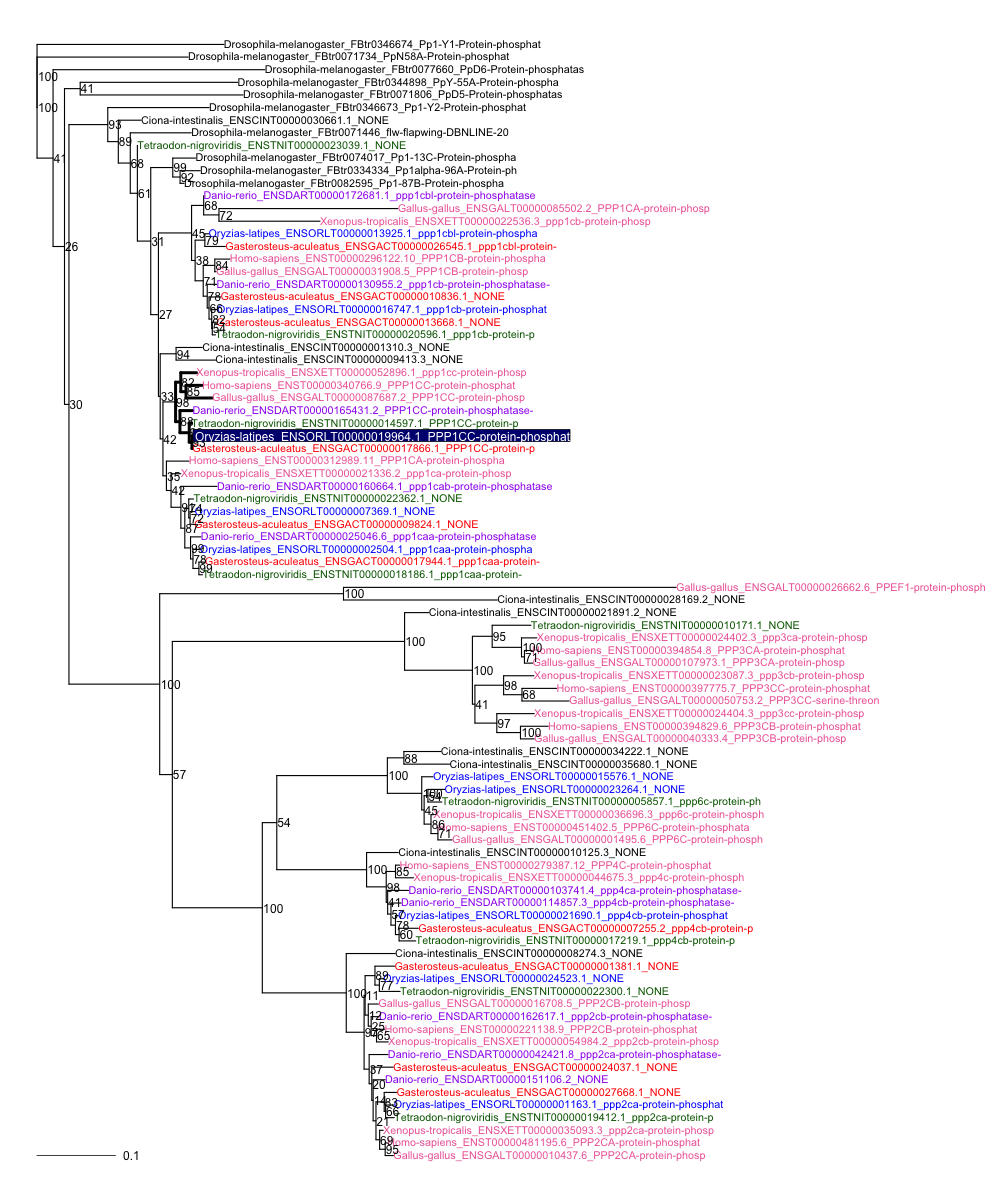 Drosophila-melanogaster_FBtr0346674_Pp1-Y1-Protein-phosphat
Drosophila-melanogaster_FBtr0071734_PpN58A-Protein-phosphat
Drosophila-melanogaster_FBtr0077660_PpD6-Protein-phosphatas
100
Drosophila-melanogaster_FBtr0344898_PpY-55A-Protein-phospha
41
Drosophila-melanogaster_FBtr0071806_PpD5-Protein-phosphatas
100
Drosophila-melanogaster_FBtr0346673_Pp1-Y2-Protein-phosphat
Ciona-intestinalis_ENSCINT00000030661.1_NONE
93
Drosophila-melanogaster_FBtr0071446_flw-flapwing-DBNLINE-20
89
Tetraodon-nigroviridis_ENSTNIT00000023039.1_NONE
41
Drosophila-melanogaster_FBtr0074017_Pp1-13C-Protein-phospha
68
99
Drosophila-melanogaster_FBtr0334334_Pp1alpha-96A-Protein-ph
92
Drosophila-melanogaster_FBtr0082595_Pp1-87B-Protein-phospha
61
Danio-rerio_ENSDART00000172681.1_ppp1cbl-protein-phosphatase
68
Gallus-gallus_ENSGALT00000085502.2_PPP1CA-protein-phosp
72
Xenopus-tropicalis_ENSXETT00000022536.3_ppp1cb-protein-phosp
45
Oryzias-latipes_ENSORLT00000013925.1_ppp1cbl-protein-phospha
79
31
26
Gasterosteus-aculeatus_ENSGACT00000026545.1_ppp1cbl-protein-
38
Homo-sapiens_ENST00000296122.10_PPP1CB-protein-phospha
84
Gallus-gallus_ENSGALT00000031908.5_PPP1CB-protein-phosp
71
Danio-rerio_ENSDART00000130955.2_ppp1cb-protein-phosphatase-
78
Gasterosteus-aculeatus_ENSGACT00000010836.1_NONE
66
Oryzias-latipes_ENSORLT00000016747.1_ppp1cb-protein-phosphat
27
82
Gasterosteus-aculeatus_ENSGACT00000013668.1_NONE
54
Tetraodon-nigroviridis_ENSTNIT00000020596.1_ppp1cb-protein-p
Ciona-intestinalis_ENSCINT00000001310.3_NONE
94
Ciona-intestinalis_ENSCINT00000009413.3_NONE
Xenopus-tropicalis_ENSXETT00000052896.1_ppp1cc-protein-phosp
82
Homo-sapiens_ENST00000340766.9_PPP1CC-protein-phosphat
85
33
Gallus-gallus_ENSGALT00000087687.2_PPP1CC-protein-phosp
98
30
Danio-rerio_ENSDART00000165431.2_PPP1CC-protein-phosphatase-
88
Tetraodon-nigroviridis_ENSTNIT00000014597.1_PPP1CC-protein-p
Oryzias-latipes_ENSORLT00000019964.1_PPP1CC-protein-phosphat
42
Gasterosteus-aculeatus_ENSGACT00000017866.1_PPP1CC-protein-p
Homo-sapiens_ENST00000312989.11_PPP1CA-protein-phospha
35
Xenopus-tropicalis_ENSXETT00000021336.2_ppp1ca-protein-phosp
Danio-rerio_ENSDART00000160664.1_ppp1cab-protein-phosphatase
42
Tetraodon-nigroviridis_ENSTNIT00000022362.1_NONE
Oryzias-latipes_ENSORLT00000007369.1_NONE
72
Gasterosteus-aculeatus_ENSGACT00000009824.1_NONE
87
Danio-rerio_ENSDART00000025046.6_ppp1caa-protein-phosphatase
Oryzias-latipes_ENSORLT00000002504.1_ppp1caa-protein-phospha
78
Gasterosteus-aculeatus_ENSGACT00000017944.1_ppp1caa-protein-
99
Tetraodon-nigroviridis_ENSTNIT00000018186.1_ppp1caa-protein-
Gallus-gallus_ENSGALT00000026662.6_PPEF1-protein-phosph
100
Ciona-intestinalis_ENSCINT00000028169.2_NONE
Ciona-intestinalis_ENSCINT00000021891.2_NONE
Tetraodon-nigroviridis_ENSTNIT00000010171.1_NONE
95
Xenopus-tropicalis_ENSXETT00000024402.3_ppp3ca-protein-phosp
100
100
Homo-sapiens_ENST00000394854.8_PPP3CA-protein-phosphat
71
Gallus-gallus_ENSGALT00000107973.1_PPP3CA-protein-phosp
100
Xenopus-tropicalis_ENSXETT00000023087.3_ppp3cb-protein-phosp
98
100
Homo-sapiens_ENST00000397775.7_PPP3CC-protein-phosphat
68
Gallus-gallus_ENSGALT00000050753.2_PPP3CC-serine-threon
41
Xenopus-tropicalis_ENSXETT00000024404.3_ppp3cc-protein-phosp
97
Homo-sapiens_ENST00000394829.6_PPP3CB-protein-phosphat
100
Gallus-gallus_ENSGALT00000040333.4_PPP3CB-protein-phosp
Ciona-intestinalis_ENSCINT00000034222.1_NONE
88
Ciona-intestinalis_ENSCINT00000035680.1_NONE
57
100
Oryzias-latipes_ENSORLT00000015576.1_NONE
Oryzias-latipes_ENSORLT00000023264.1_NONE
Tetraodon-nigroviridis_ENSTNIT00000005857.1_ppp6c-protein-ph
45
Xenopus-tropicalis_ENSXETT00000036696.3_ppp6c-protein-phosph
54
86
Homo-sapiens_ENST00000451402.5_PPP6C-protein-phosphata
71
Gallus-gallus_ENSGALT00000001495.6_PPP6C-protein-phosph
Ciona-intestinalis_ENSCINT00000010125.3_NONE
Homo-sapiens_ENST00000279387.12_PPP4C-protein-phosphat
100
85
Xenopus-tropicalis_ENSXETT00000044675.3_ppp4c-protein-phosph
98
Danio-rerio_ENSDART00000103741.4_ppp4ca-protein-phosphatase-
41
Danio-rerio_ENSDART00000114857.3_ppp4cb-protein-phosphatase-
100
57
Oryzias-latipes_ENSORLT00000021690.1_ppp4cb-protein-phosphat
78
Gasterosteus-aculeatus_ENSGACT00000007255.2_ppp4cb-protein-p
60
Tetraodon-nigroviridis_ENSTNIT00000017219.1_ppp4cb-protein-p
Ciona-intestinalis_ENSCINT00000008274.3_NONE
Gasterosteus-aculeatus_ENSGACT00000001381.1_NONE
89
Oryzias-latipes_ENSORLT00000024523.1_NONE
77
Tetraodon-nigroviridis_ENSTNIT00000022300.1_NONE
100
11
Gallus-gallus_ENSGALT00000016708.5_PPP2CB-protein-phosp
12
Danio-rerio_ENSDART00000162617.1_ppp2cb-protein-phosphatase-
25
Homo-sapiens_ENST00000221138.9_PPP2CB-protein-phosphat
65
Xenopus-tropicalis_ENSXETT00000054984.2_ppp2cb-protein-phosp
Danio-rerio_ENSDART00000042421.8_ppp2ca-protein-phosphatase-
37
Gasterosteus-aculeatus_ENSGACT00000024037.1_NONE
Danio-rerio_ENSDART00000151106.2_NONE
20
Gasterosteus-aculeatus_ENSGACT00000027668.1_NONE
14
83
Oryzias-latipes_ENSORLT00000001163.1_ppp2ca-protein-phosphat
66
Tetraodon-nigroviridis_ENSTNIT00000019412.1_ppp2ca-protein-p
21
Xenopus-tropicalis_ENSXETT00000035093.3_ppp2ca-protein-phosp
69
Homo-sapiens_ENST00000481195.6_PPP2CA-protein-phosphat
95
Gallus-gallus_ENSGALT00000010437.6_PPP2CA-protein-phosp
0.1